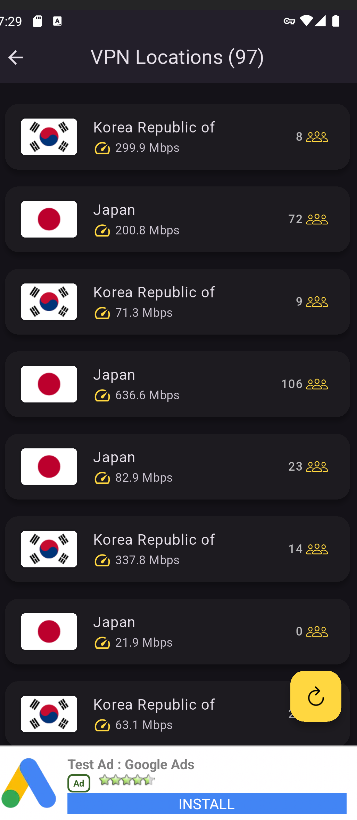 7:29
VPN Locations (97)
Korea Republic of
299.9 Mbps
8
Japan
200.8 Mbps
72
Korea Republic of
71.3 Mbps
9
Japan
636.6 Mbps
106
Japan
82.9 Mbps
23
Korea Republic of
337.8 Mbps
14
Japan
21.9 Mbps
0
Korea Republic of
63.1 Mbps
Test Ad : Google Ads
Ad
INSTALL